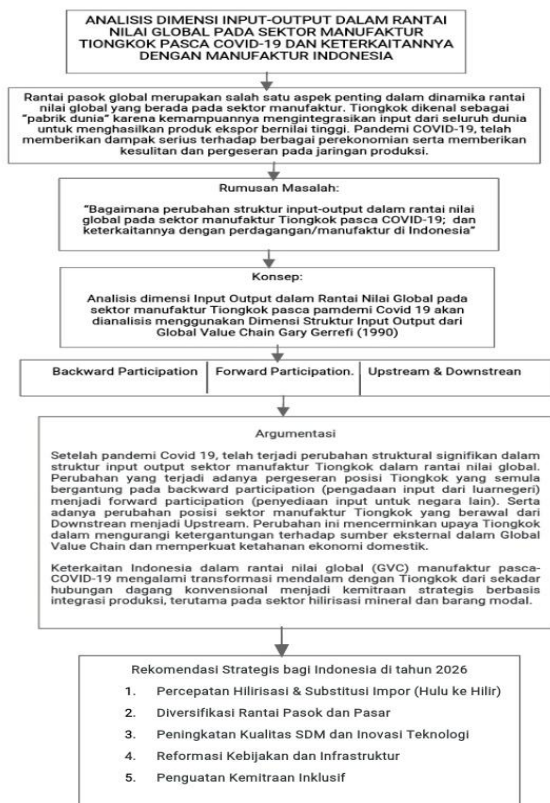 ANALISIS DIMENSI INPUT-OUTPUT DALAM RANTAI
NILAI GLOBAL PADA SEKTOR MANUFAKTUR
TIONGKOK PASCA COVID-19 DAN KETERKAITANNYA
DENGAN MANUFAKTUR INDONESIA
Rantai pasok global merupakan salah satu aspek penting dalam dinamika rantai
nilai global yang berada pada sektor manufaktur. Tiongkok dikenal sebagai
"pabrik dunia" karena kemampuannya mengintegrasikan input dari seluruh dunia
untuk menghasilkan produk ekspor bernilai tinggi. Pandemi COVID-19, telah
memberikan dampak serius terhadap berbagai perekonomian serta memberikan
kesulitan dan pergeseran pada jaringan produksi.
Rumusan Masalah:
"Bagaimana perubahan struktur input-output dalam rantai nilai
global pada sektor manufaktur Tiongkok pasca COVID-19; dan
keterkaitannya dengan perdagangan/manufaktur di Indonesia"
Konsep:
Analisis dimensi Input Output dalam Rantai Nilai Global pada
sektor manufaktur Tiongkok pasca pamdemi Covid 19 akan
dianalisis menggunakan Dimensi Struktur Input Output dari
Global Value Chain Gary Gerrefi (1990)
Backward Participation
Forward Participation.
Upstream & Downstrean
Argumentasi
Setelah pandemi Covid 19, telah terjadi perubahan struktural signifikan dalam
struktur input output sektor manufaktur Tiongkok dalam rantai nilai global.
Perubahan yang terjadi adanya pergeseran posisi Tiongkok yang semula
bergantung pada backward participation (pengadaan input dari luarnegeri)
menjadi forward participation (penyediaan input untuk negara lain). Serta
adanya perubahan posisi sektor manufaktur Tiongkok yang berawal dari
Downstrean menjadi Upstream. Perubahan ini mencerminkan upaya Tiongkok
dalam mengurangi ketergantungan terhadap sumber eksternal dalam Global
Value Chain dan memperkuat ketahanan ekonomi domestik.
Keterkaitan Indonesia dalam rantai nilai global (GVC) manufaktur pasca-
COVID-19 mengalami transformasi mendalam dengan Tiongkok dari sekadar
hubungan dagang konvensional menjadi kemitraan strategis berbasis
integrasi produksi, terutama pada sektor hilirisasi mineral dan barang modal.
Rekomendasi Strategis bagi Indonesia di tahun 2026
1. Percepatan Hilirisasi & Substitusi Impor (Hulu ke Hilir)
2. Diversifikasi Rantai Pasok dan Pasar
3. Peningkatan Kualitas SDM dan Inovasi Teknologi
4. Reformasi Kebijakan dan Infrastruktur
5. Penguatan Kemitraan Inklusif